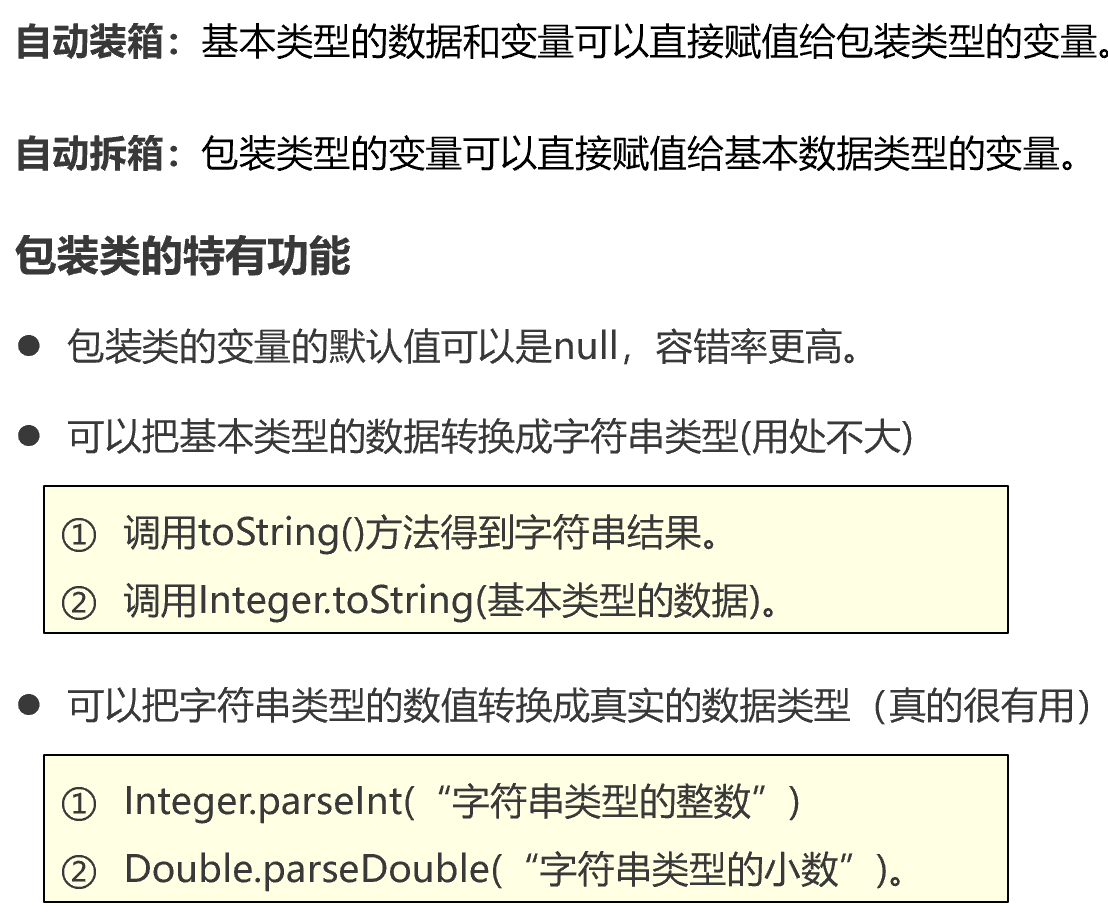 自动装箱：基本类型的数据和变量可以直接赋值给包装类型的变量。
自动拆箱：包装类型的变量可以直接赋值给基本数据类型的变量。
包装类的特有功能
● 包装类的变量的默认值可以是null，容错率更高。
● 可以把基本类型的数据转换成字符串类型(用处不大)
① 调用toString()方法得到字符串结果。
② 调用Integer.toString(基本类型的数据)。
● 可以把字符串类型的数值转换成真实的数据类型（真的很有用）
① Integer.parseInt(“字符串类型的整数”)
② Double.parseDouble(“字符串类型的小数”)。